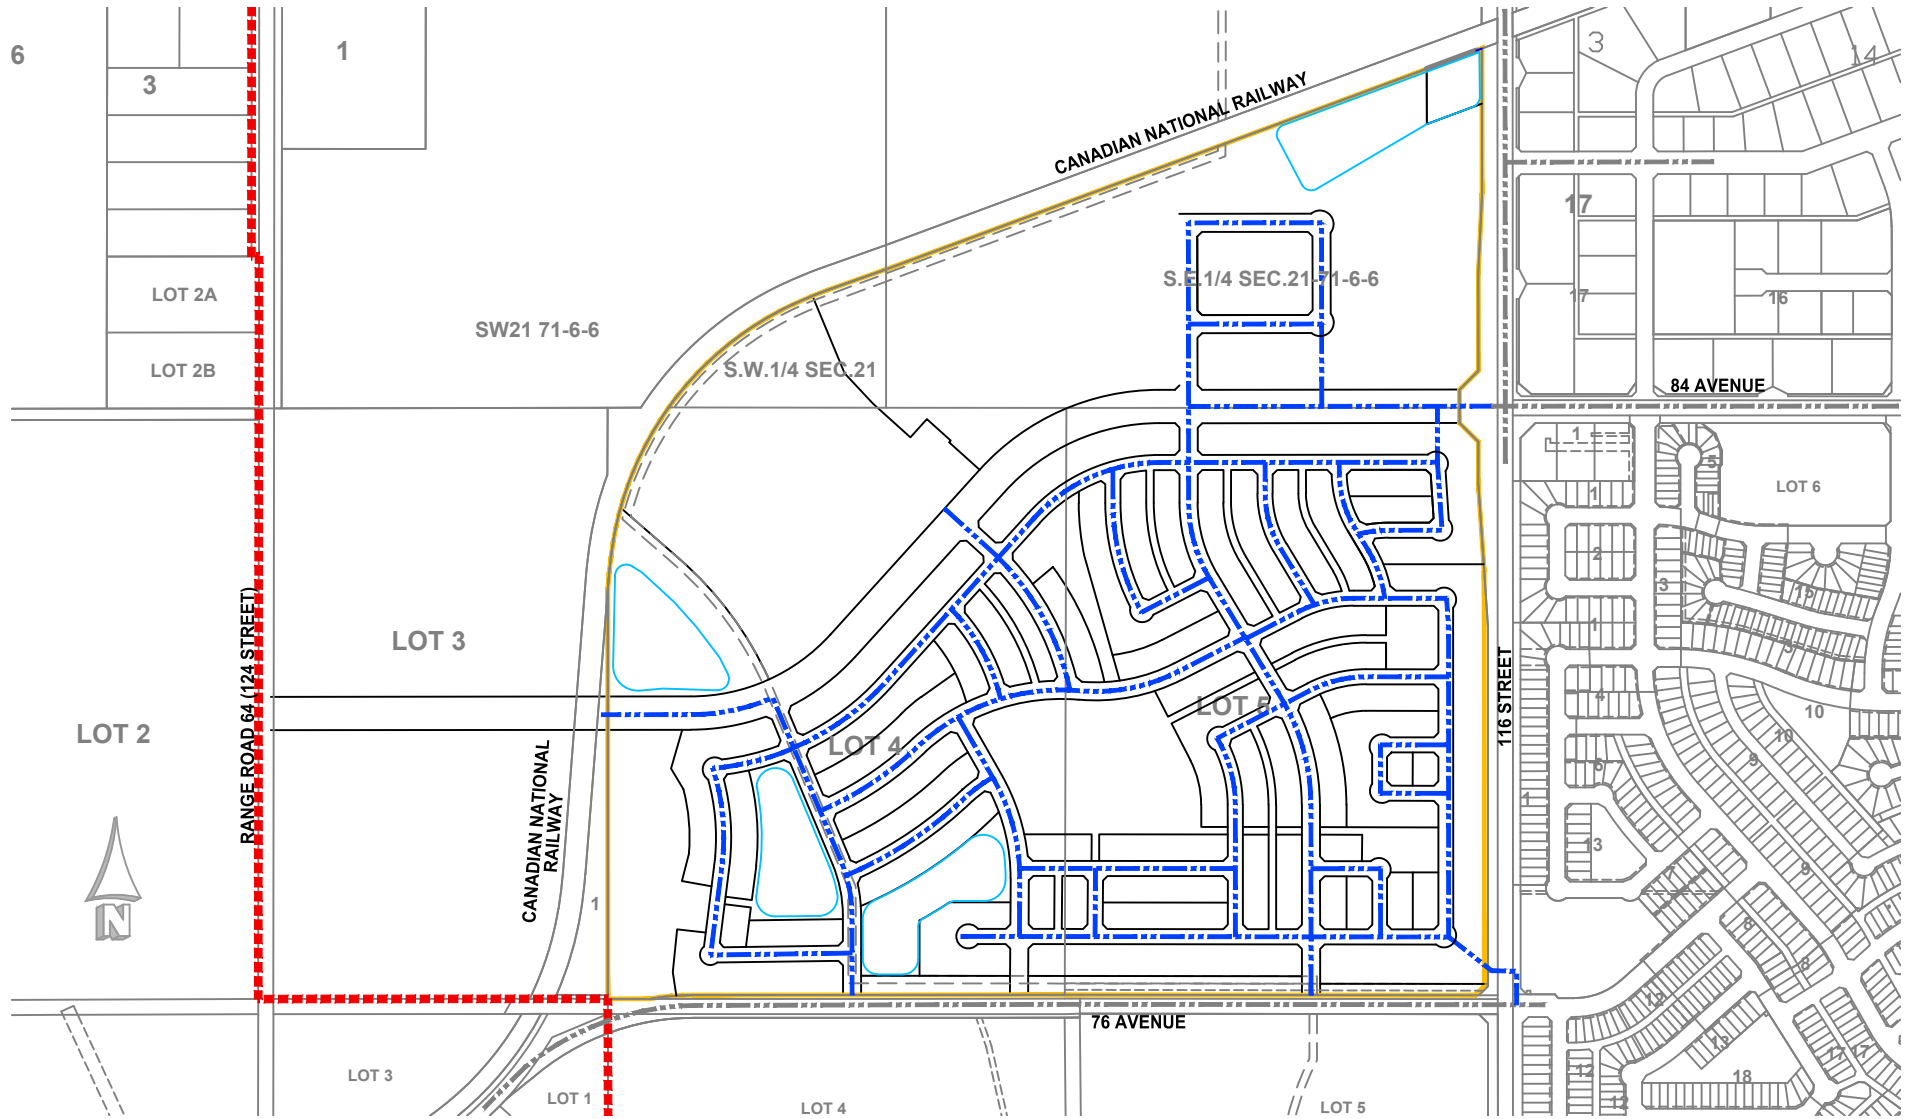 6
1
3
3
14
CANADIAN NATIONAL RAILWAY
17
LOT 2A
S.E.1/4 SEC.21-71-6-6
17
16
SW21 71-6-6
LOT 2B
S.W.1/4 SEC.21
84 AVENUE
1
5
LOT 6
1
2
3
15
1
LOT 3
RANGE ROAD 64 (124 STREET)
3
116 STREET
4
LOT 2
LOT 5
10
10
LOT 4
9
6
1
CANADIAN NATIONAL
RAILWAY
13
7
9
1
N
8
8
12
76 AVENUE
13
17
17
12
LOT 3
18
LOT 1
LOT 4
LOT 5
12